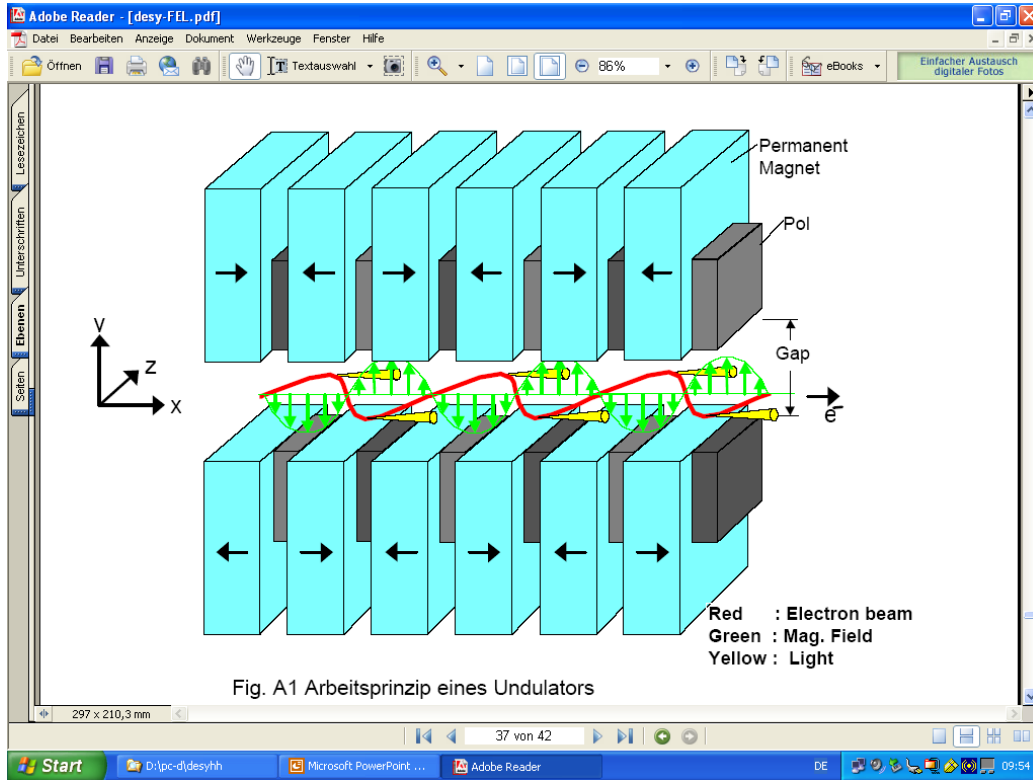 Adobe Reader - [desy-FEL.pdf]
Datei Bearbeiten Anzeige Dokument Werkzeuge Fenster Hilfe
Öffnen Textauswahl 86% eBooks Einfacher Austausch
digitaler Fotos
Lesezeichen
Unterschriften
Ebenen
Seiten
Permanent
Magnet
Pol
Gap
y
z
x
e-
Red : Electron beam
Green : Mag. Field
Yellow : Light
Fig. A1 Arbeitsprinzip eines Undulators
297 x 210,3 mm
37 von 42
Start D:\pc-d\desyhh Microsoft PowerPoint ... Adobe Reader DE 09:54